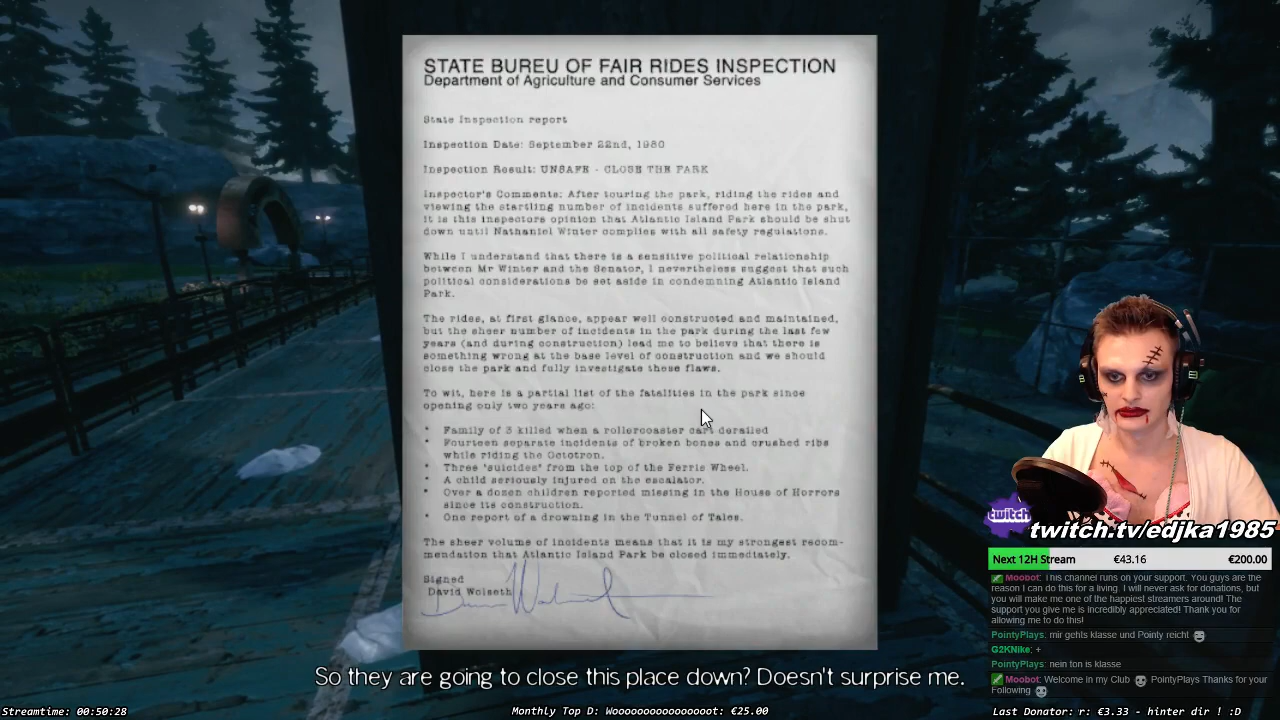 STATE BUREU OF FAIR RIDES INSPECTION
Department of Agriculture and Consumer Services
State Inspection report
Inspection Date: September 22nd, 1980
Inspection Result: UNSAFE - CLOSE THE PARK
Inspector's Comments: After touring the park, riding the rides and
viewing the startling number of incidents suffered here in the park,
it is this inspectors opinion that Atlantic Island Park should be shut
down until Nathaniel Winter complies with all safety regulations.
While I understand that there is a sensitive political relationship
between Mr Winter and the Senator, I nevertheless suggest that such
political considerations be set aside in condemning Atlantic Island
Park.
The rides, at first glance, appear well constructed and maintained,
but the sheer number of incidents in the park during the last few
years (and during construction) lead me to believe that there is
something wrong at the base level of construction and we should
close the park and fully investigate these flaws.
To wit, here is a partial list of the fatalities in the park since
opening only two years ago:
* Family of 3 killed when a rollercoaster cart derailed
* Fourteen separate incidents of broken bones and crushed ribs
while riding the Octotron.
* Three 'suicides' from the top of the Ferris Wheel.
* A child seriously injured on the escalator.
* Over a dozen children reported missing in the House of Horrors
since its construction.
* One report of a drowning in the Tunnel of Tales.
The sheer volume of incidents means that it is my strongest recom-
mendation that Atlantic Island Park be closed immediately.
Signed
David Wolseth
So they are going to close this place down? Doesn't surprise me.
twitch
twitch.tv/edjka1985
Next 12H Stream €43.16 €200.00
Moobot: This channel runs on your support. You guys are the
reason I can do this for a living. I will never ask for donations, but
you will make me one of the happiest streamers around! The
support you give me is incredibly appreciated! Thank you for
allowing me to do this!
PointyPlays: mir gehts klasse und Pointy reicht
G2KNike: +
PointyPlays: nein ton is klasse
Moobot: Welcome in my Club PointyPlays Thanks for your
Following
Streamtime: 00:50:28
Monthly Top D: Wooooooooooooooooot: €25.00
Last Donator: r: €3.33 - hinter dir ! :D